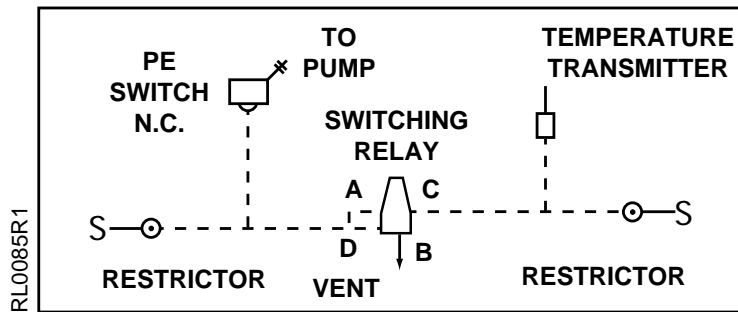 PE
SWITCH
N.C.
TO
PUMP
TEMPERATURE
TRANSMITTER
SWITCHING
RELAY
A
C
S
S
D
B
RESTRICTOR
VENT
RESTRICTOR
RL0085R1